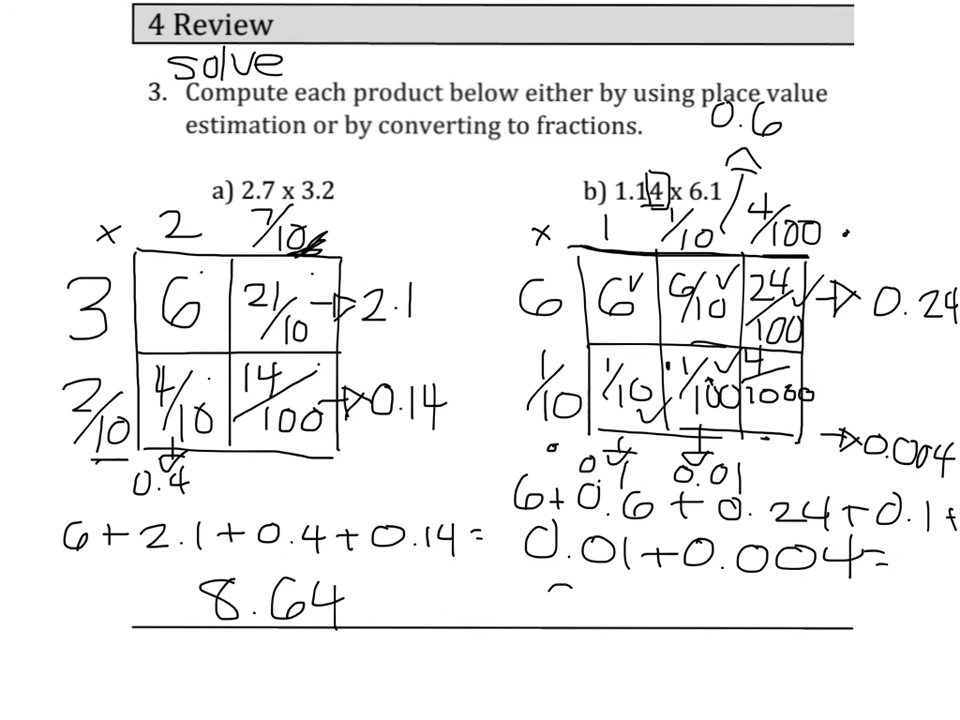 4 Review
solve
3. Compute each product below either by using place value
estimation or by converting to fractions.
0.6
a) 2.7 x 3.2
b) 1.14 x 6.1
x 2 7/10
3 6 21/10 → 2.1
2/10 4/10 14/100 → 0.14
0.4
6 + 2.1 + 0.4 + 0.14 =
8.64
x 1 1/10 4/100
6 6 6/10 24/100 → 0.24
1/10 1/10 1/100 4/1000
→ 0.004
0.1 0.01
6 + 0.6 + 0.24 + 0.1 +
0.01 + 0.004 =